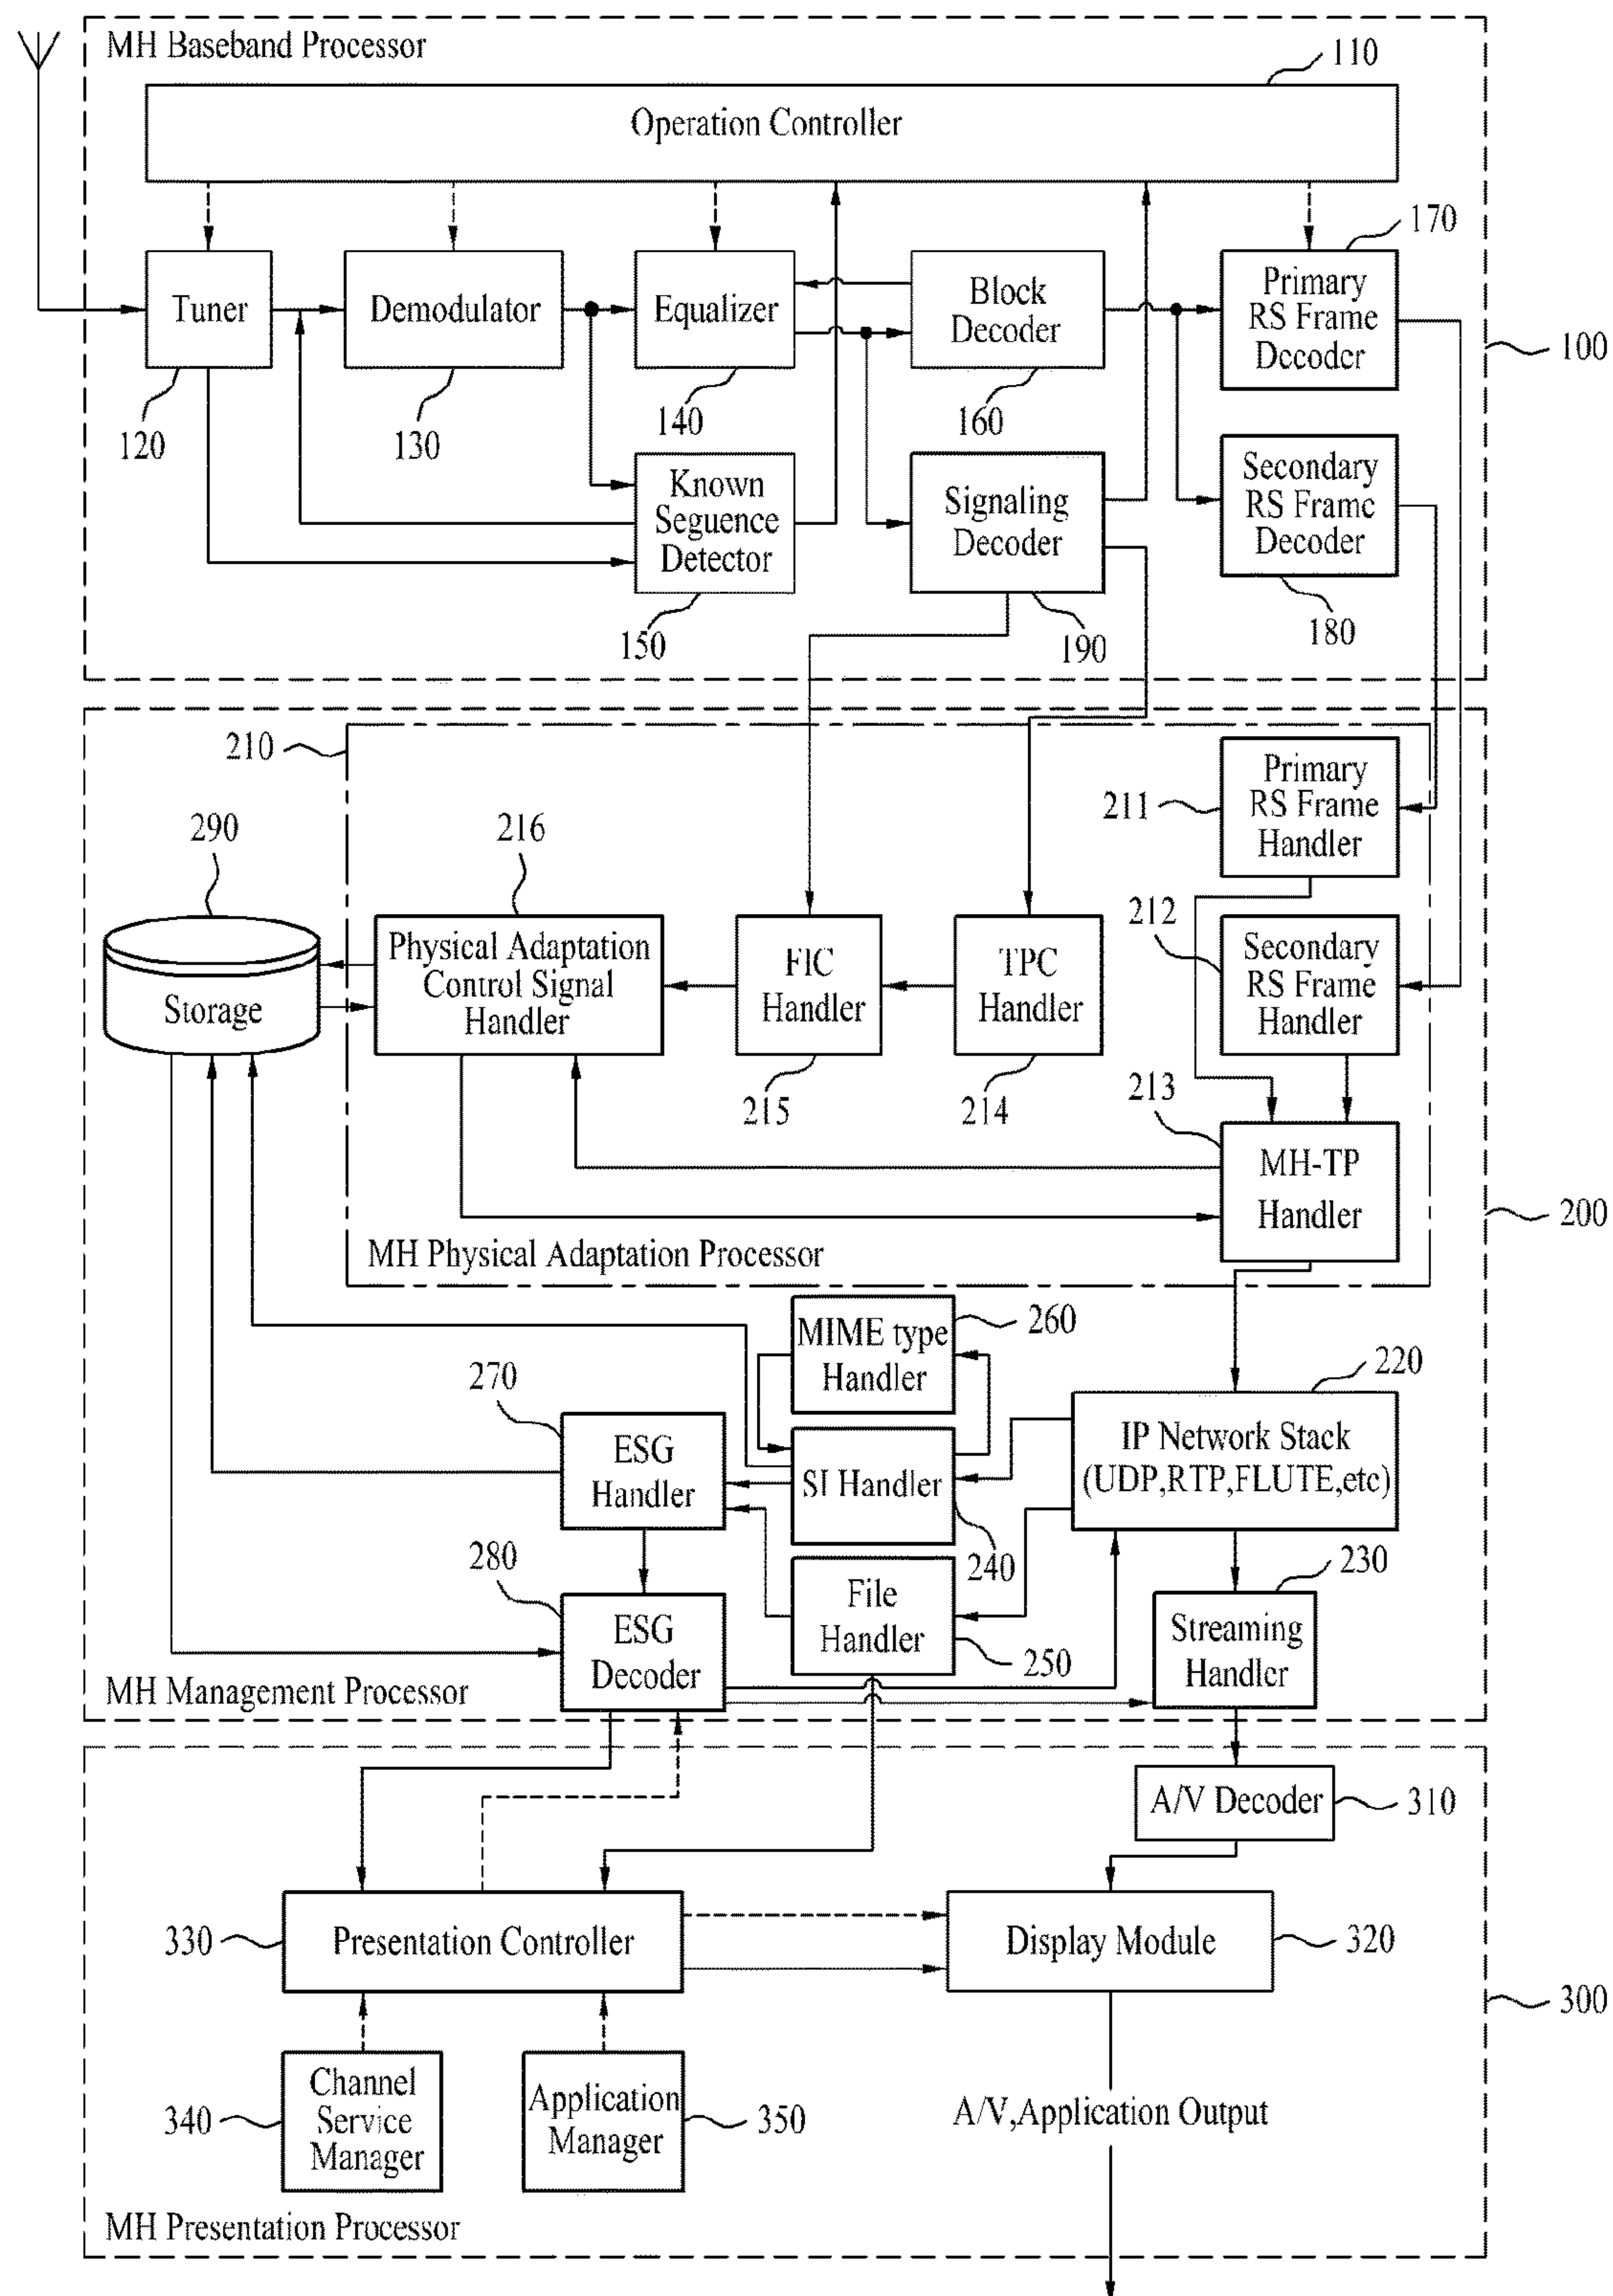 MH Baseband Processor
110
Operation Controller
170
Tuner
Demodulator
Equalizer
Block
Decoder
Primary
RS Frame
Decoder
100
120
130
140
160
Known
Seguence
Detector
Signaling
Decoder
Secondary
RS Frame
Decoder
150
190
180
210
Primary
RS Frame
Handler
211
290
216
212
Storage
Physical Adaptation
Control Signal
Handler
FIC
Handler
TPC
Handler
Secondary
RS Frame
Handler
215
214
213
MH-TP
Handler
200
MH Physical Adaptation Processor
MIME type
Handler
260
270
220
ESG
Handler
SI Handler
IP Network Stack
(UDP,RTP,FLUTE,etc)
240
280
230
ESG
Decoder
File
Handler
250
Streaming
Handler
MH Management Processor
A/V Decoder
310
330
Presentation Controller
Display Module
320
300
340
Channel
Service
Manager
Application
Manager
350
A/V,Application Output
MH Presentation Processor